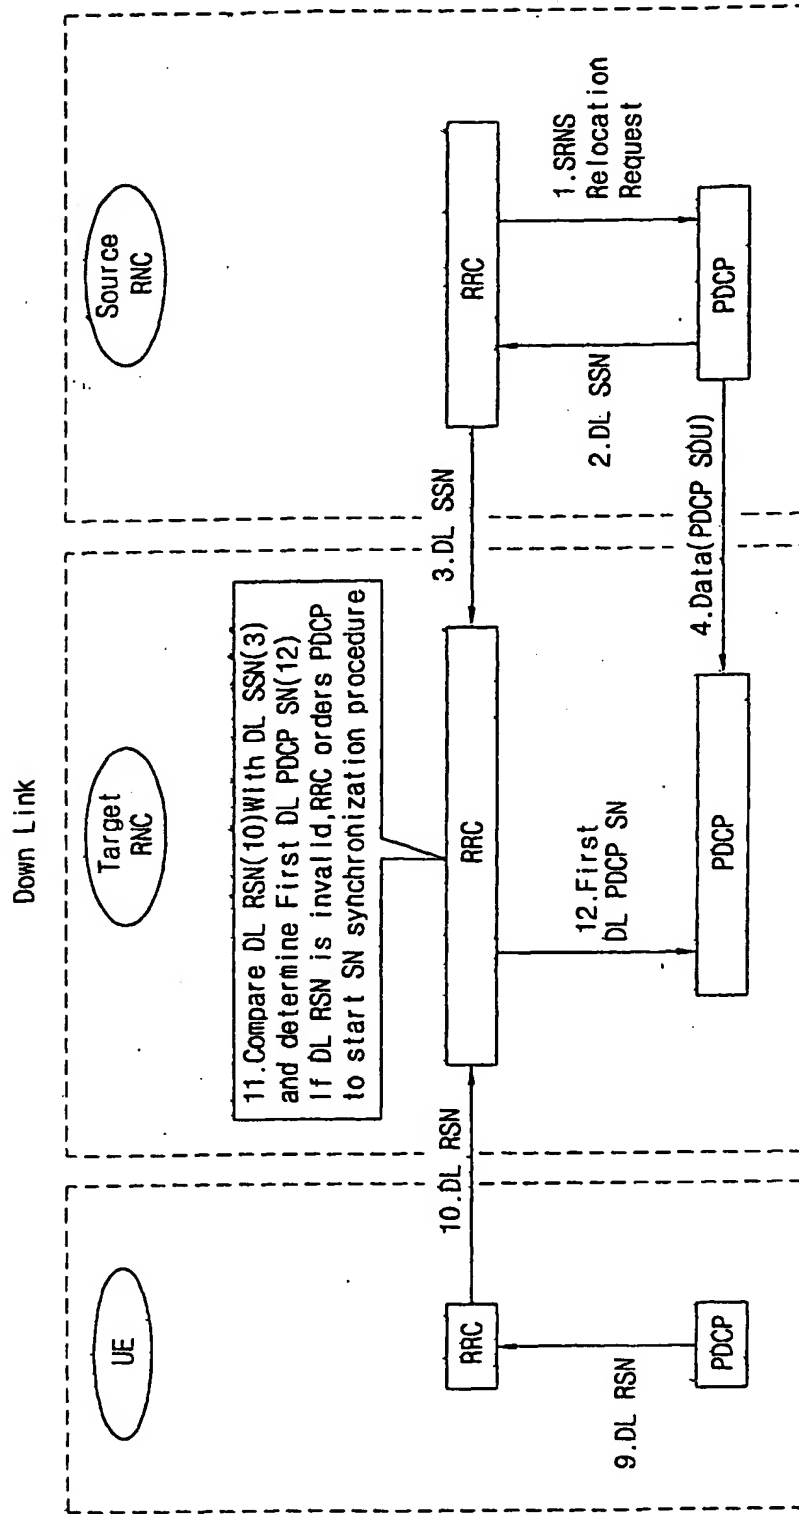 Down Link
UE
Target
RNC
Source
RNC
11.Compare DL RSN(10)With DL SSN(3)
and determine First DL PDCP SN(12)
If DL RSN is invalid,RRC orders PDCP
to start SN synchronization procedure
RRC
10.DL RSN
RRC
3.DL SSN
RRC
9.DL RSN
12.First
DL PDCP SN
2.DL SSN
1.SRNS
Relocation
Request
PDCP
PDCP
4.Data(PDCP SDU)
PDCP